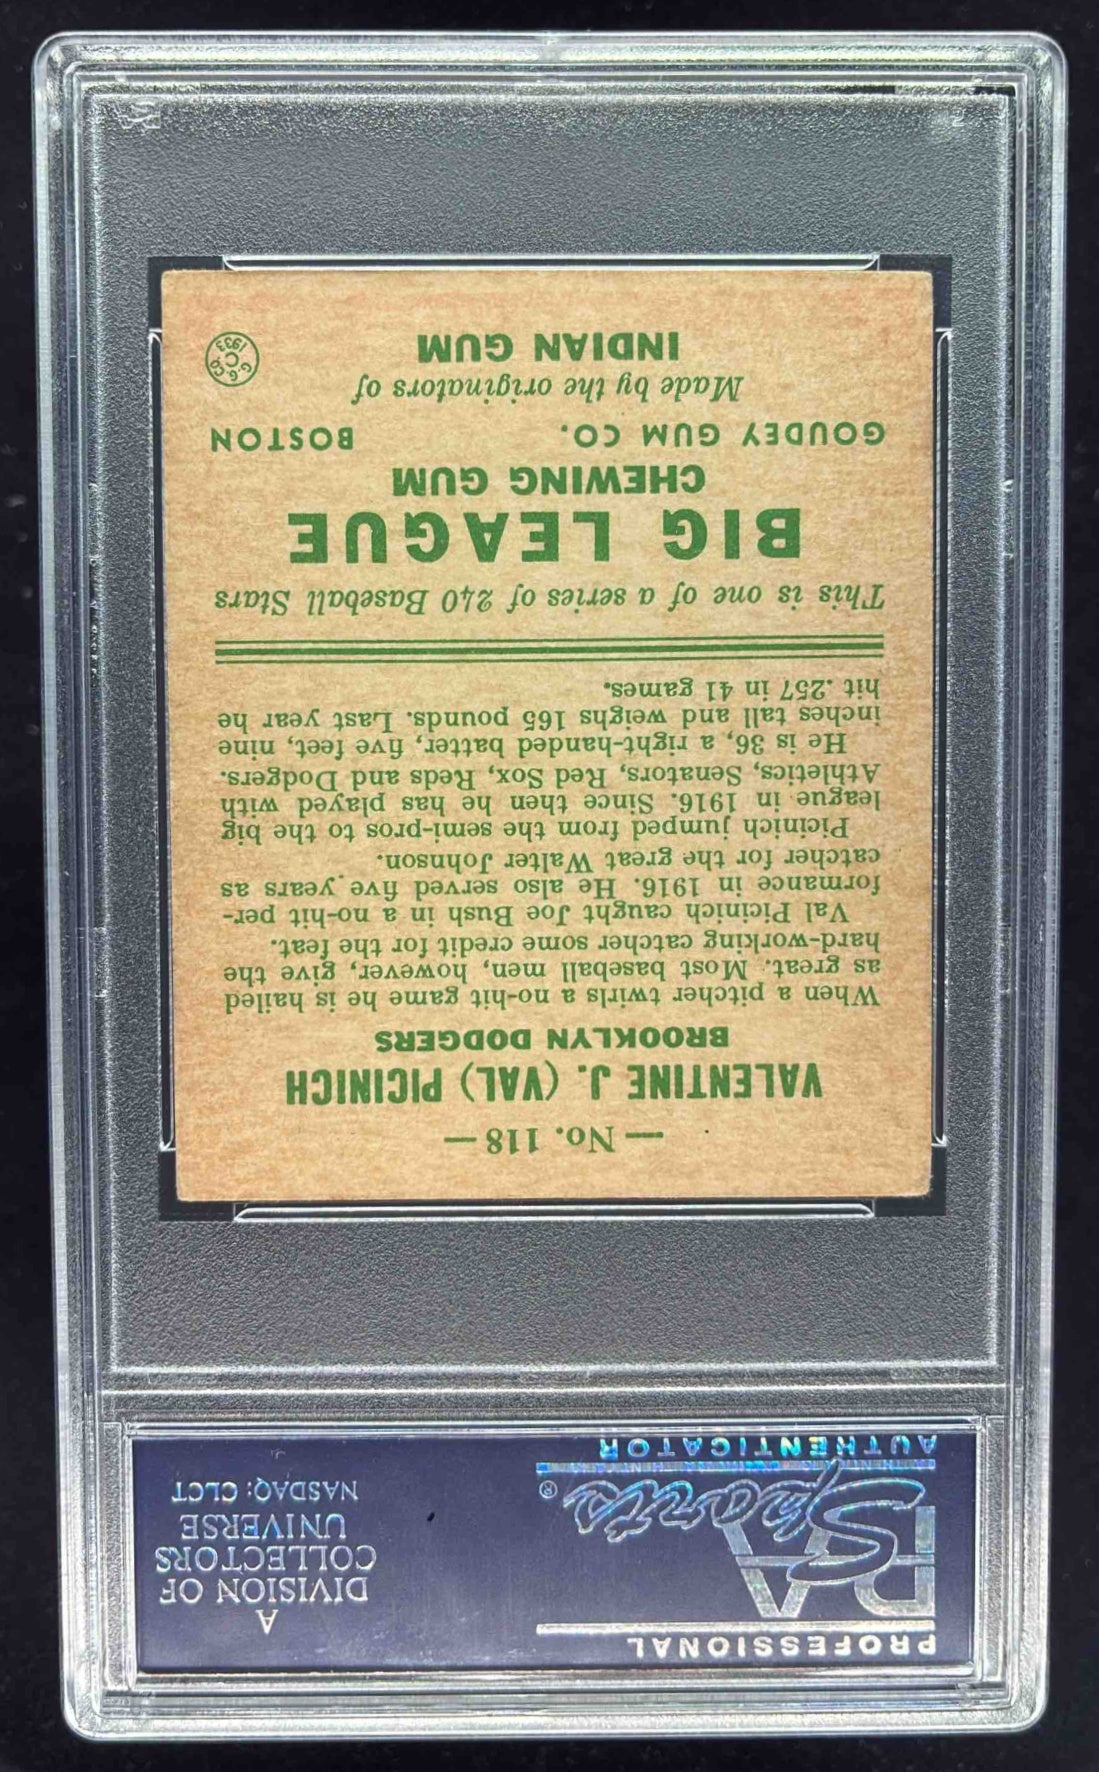 PROFESSIONAL
PSA
Sports®
AUTHENTICATOR
A
DIVISION OF
COLLECTORS
UNIVERSE
NASDAQ: CLCT
— No. 118 —
VALENTINE J. (VAL) PICINICH
BROOKLYN DODGERS
When a pitcher twirls a no-hit game he is hailed
as great. Most baseball men, however, give the
hard-working catcher some credit for the feat.
Val Picinich caught Joe Bush in a no-hit per-
formance in 1916. He also served five years as
catcher for the great Walter Johnson.
Picinich jumped from the semi-pros to the big
league in 1916. Since then he has played with
Athletics, Senators, Red Sox, Reds and Dodgers.
He is 36, a right-handed batter, five feet, nine
inches tall and weighs 165 pounds. Last year he
hit .257 in 41 games.
This is one of a series of 240 Baseball Stars
BIG LEAGUE
CHEWING GUM
GOUDEY GUM CO. BOSTON
Made by the originators of
INDIAN GUM
G.G.CO.
C
1933